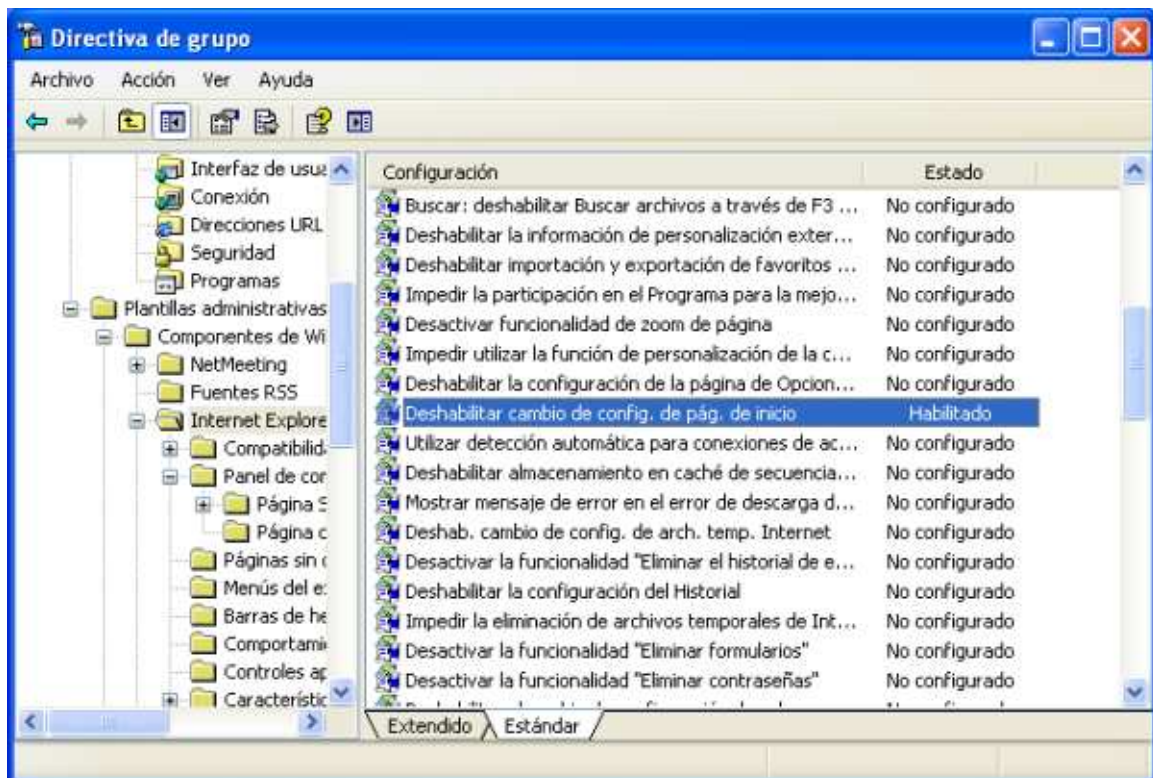 Directiva de grupo
Archivo Acción Ver Ayuda
Interfaz de usua
Conexión
Direcciones URL
Seguridad
Programas
Plantillas administrativas
Componentes de Wi
NetMeeting
Fuentes RSS
Internet Explore
Compatibilid
Panel de cor
Página S
Página c
Páginas sin c
Menús del e
Barras de he
Comportami
Controles ap
Característic
Configuración Estado
Buscar: deshabilitar Buscar archivos a través de F3 ... No configurado
Deshabilitar la información de personalización exter... No configurado
Deshabilitar importación y exportación de favoritos ... No configurado
Impedir la participación en el Programa para la mejo... No configurado
Desactivar funcionalidad de zoom de página No configurado
Impedir utilizar la función de personalización de la c... No configurado
Deshabilitar la configuración de la página de Opcion... No configurado
Deshabilitar cambio de config. de pág. de inicio Habilitado
Utilizar detección automática para conexiones de ac... No configurado
Deshabilitar almacenamiento en caché de secuencia... No configurado
Mostrar mensaje de error en el error de descarga d... No configurado
Deshab. cambio de config. de arch. temp. Internet No configurado
Desactivar la funcionalidad "Eliminar el historial de e... No configurado
Deshabilitar la configuración del Historial No configurado
Impedir la eliminación de archivos temporales de Int... No configurado
Desactivar la funcionalidad "Eliminar formularios" No configurado
Desactivar la funcionalidad "Eliminar contraseñas" No configurado
Extendido Estándar